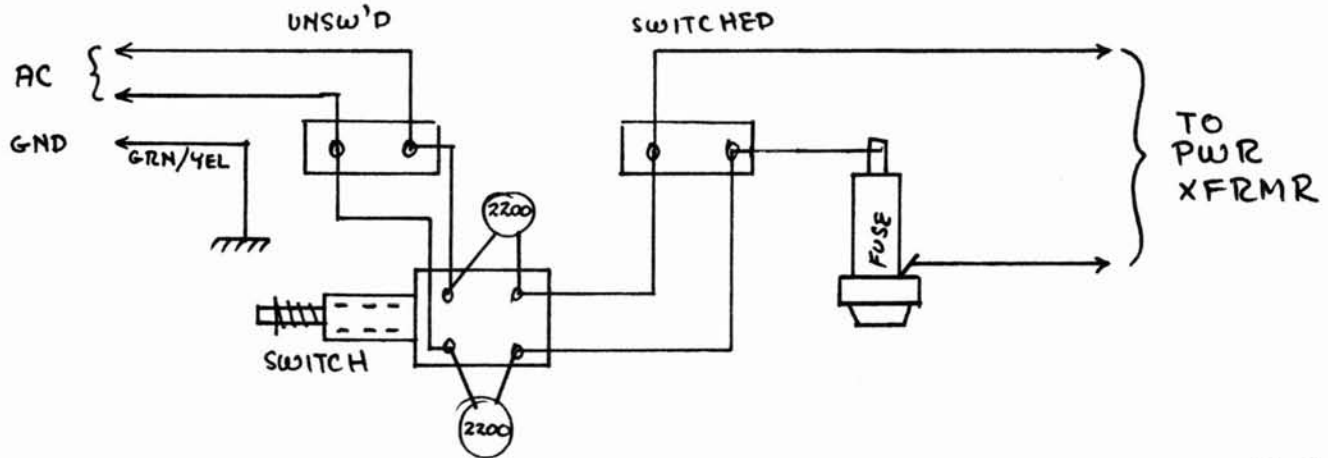 UNSW'D
SWITCHED
AC
GND
GRN/YEL
2200
FUSE
TO
PWR
XFRMR
SWITCH
2200